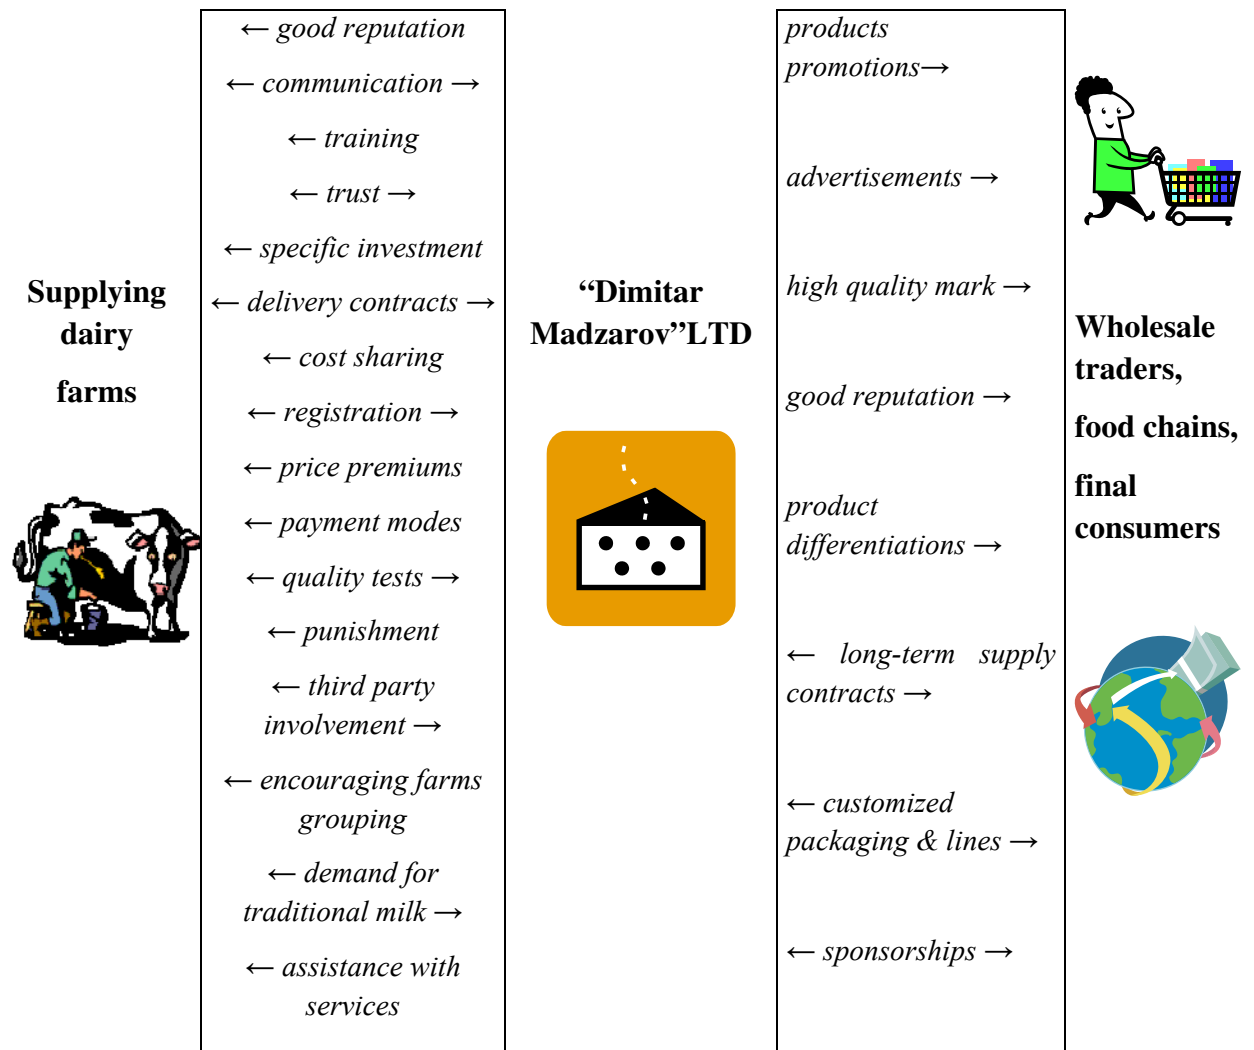 Supplying
dairy
farms
← good reputation
← communication →
← training
← trust →
← specific investment
← delivery contracts →
← cost sharing
← registration →
← price premiums
← payment modes
← quality tests →
← punishment
← third party
involvement →
← encouraging farms
grouping
← demand for
traditional milk →
← assistance with
services
“Dimitar
Madzarov”LTD
products
promotions→
advertisements →
high quality mark →
good reputation →
product
differentiations →
← long-term supply
contracts →
← customized
packaging & lines →
← sponsorships →
Wholesale
traders,
food chains,
final
consumers